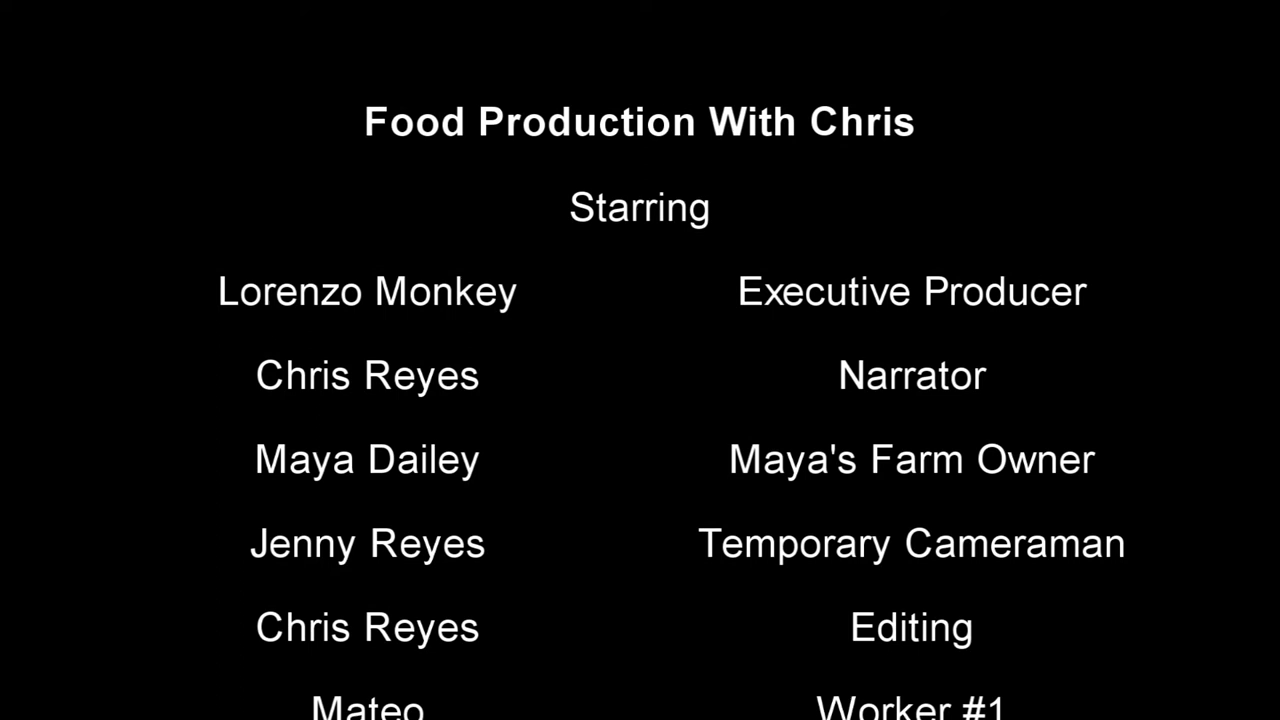 Food Production With Chris
Starring
Lorenzo Monkey Executive Producer
Chris Reyes Narrator
Maya Dailey Maya's Farm Owner
Jenny Reyes Temporary Cameraman
Chris Reyes Editing
Mateo Worker #1